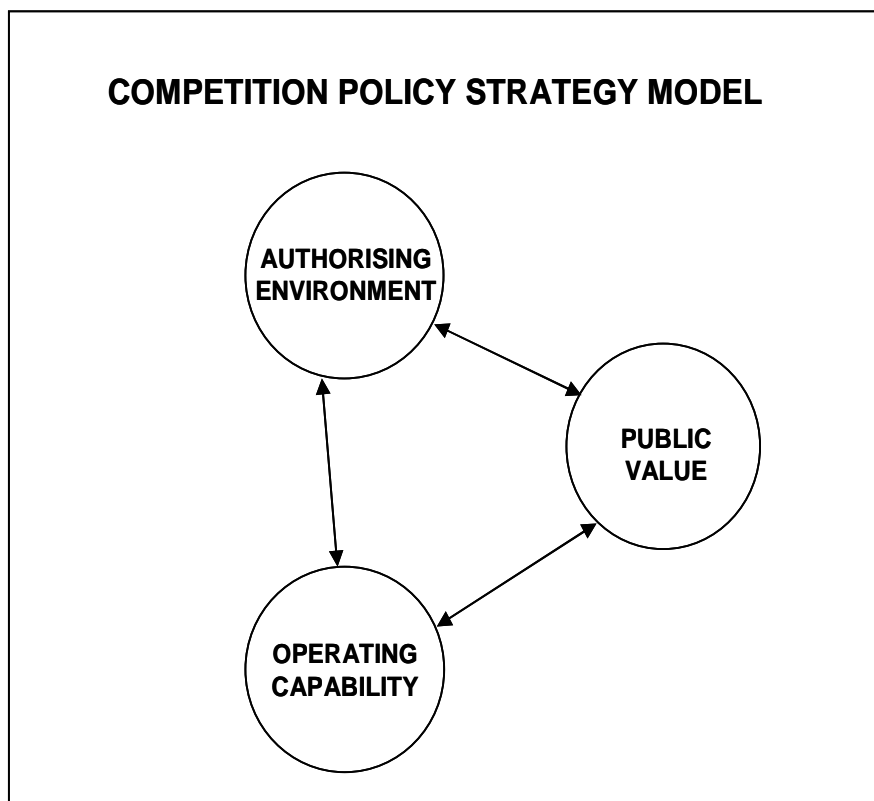 COMPETITION POLICY STRATEGY MODEL
AUTHORISING
ENVIRONMENT
PUBLIC
VALUE
OPERATING
CAPABILITY